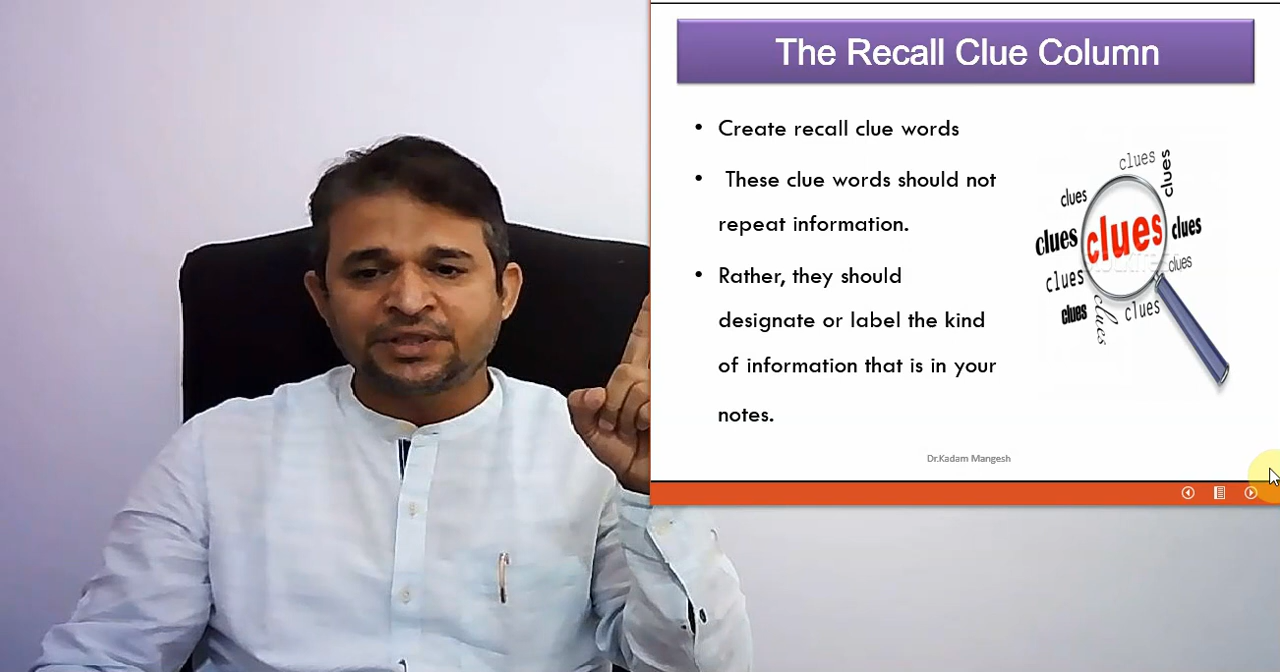 The Recall Clue Column
• Create recall clue words
• These clue words should not
repeat information.
• Rather, they should
designate or label the kind
of information that is in your
notes.
clues
clues
clues
clues
clues
clues
clues
clues
clues
clues
clues
Dr.Kadam Mangesh